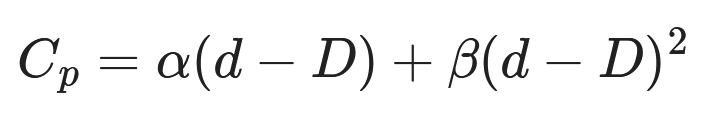 C_p = α(d − D) + β(d − D)²